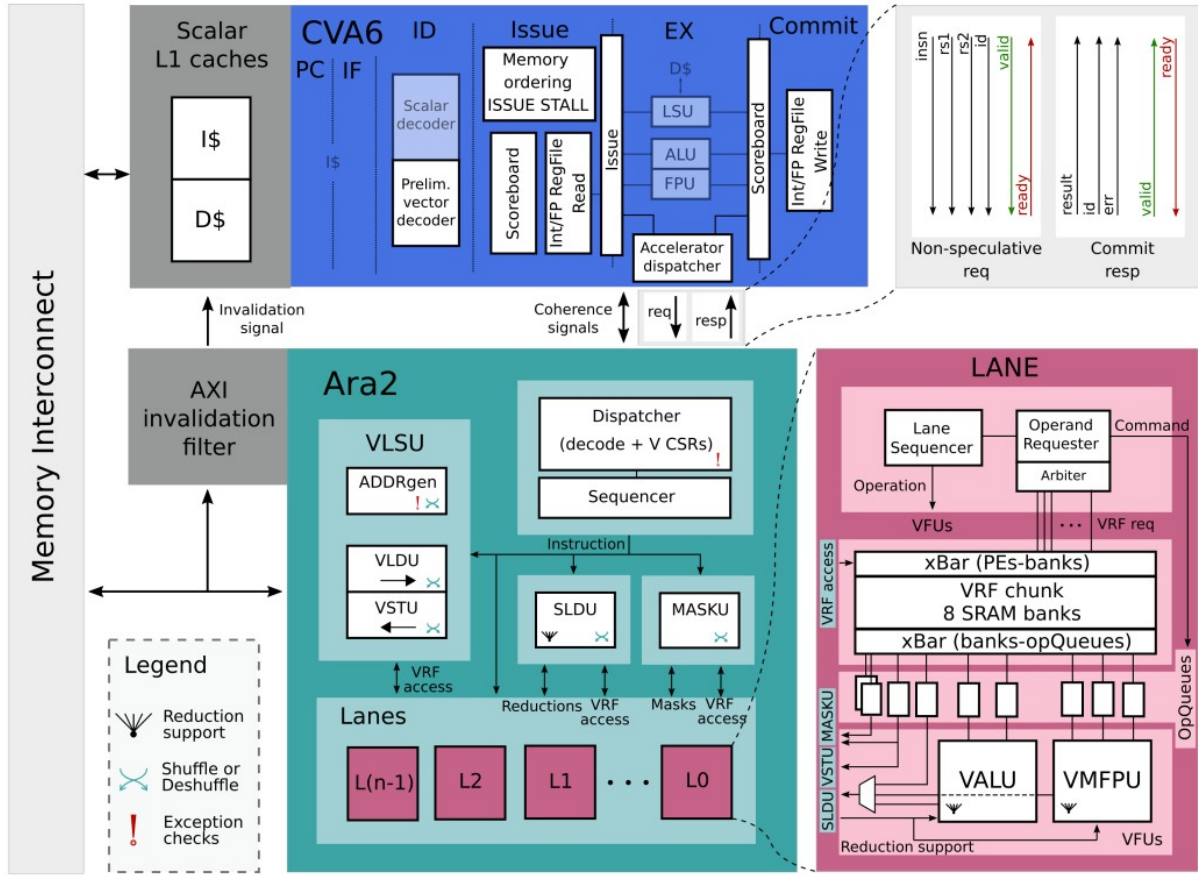 Memory Interconnect
Scalar
L1 caches
I$
D$
CVA6
PC
IF
I$
ID
Scalar
decoder
Prelim.
vector
decoder
Issue
Memory
ordering
ISSUE STALL
Scoreboard
Int/FP RegFile
Read
Issue
EX
D$
LSU
ALU
FPU
Accelerator
dispatcher
Scoreboard
Commit
Int/FP RegFile
Write
insn
rs1
rs2
id
valid
ready
Non-speculative
req
result
id
err
valid
ready
Commit
resp
Invalidation
signal
Coherence
signals
req
resp
AXI
invalidation
filter
Ara2
VLSU
ADDRgen
!
VLDU
VSTU
Dispatcher
(decode + V CSRs)
!
Sequencer
Instruction
SLDU
MASKU
VRF
access
Reductions
VRF
access
Masks
VRF
access
Lanes
L(n-1)
L2
L1
L0
Legend
Reduction
support
Shuffle or
Deshuffle
!
Exception
checks
LANE
Lane
Sequencer
Operand
Requester
Arbiter
Command
Operation
VFUs
VRF req
VRF access
xBar (PEs-banks)
VRF chunk
8 SRAM banks
xBar (banks-opQueues)
OpQueues
MASKU
VSTU
SLDU
VALU
VMFPU
Reduction support
VFUs